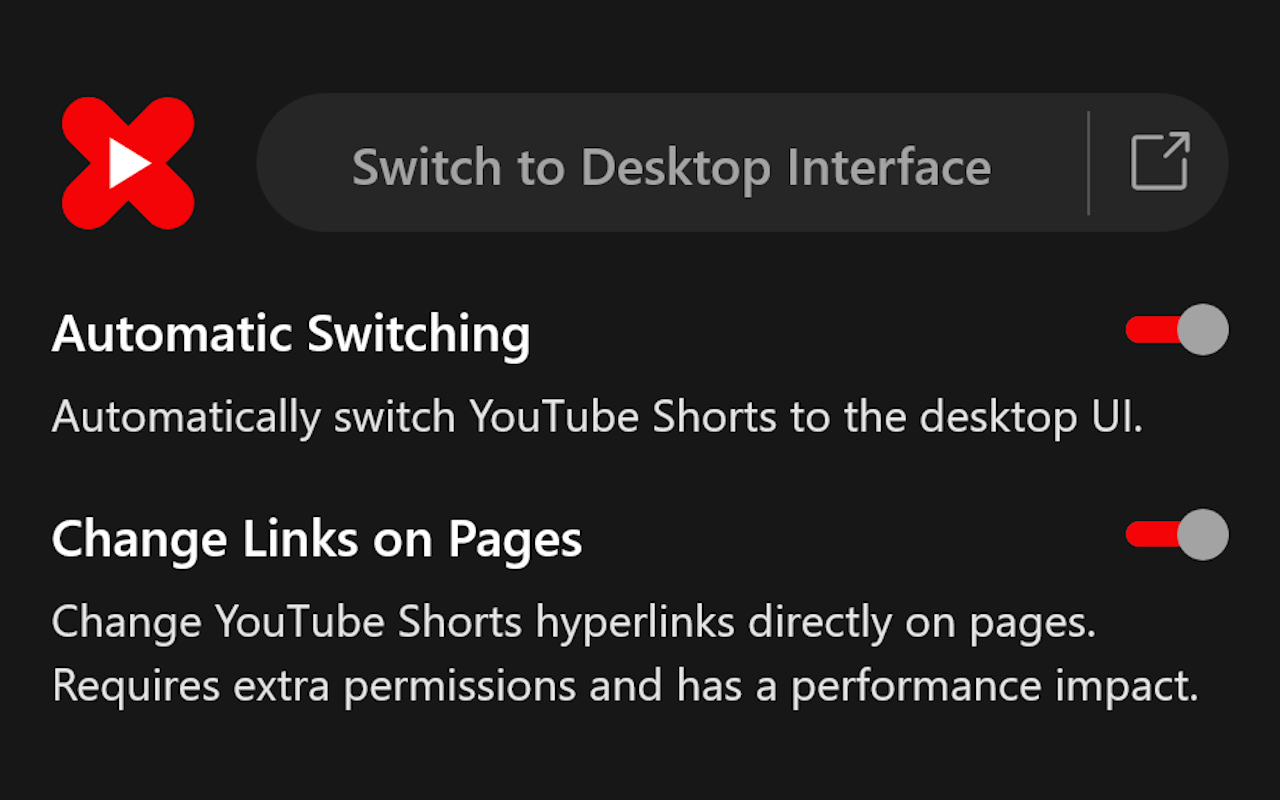 Switch to Desktop Interface
Automatic Switching
Automatically switch YouTube Shorts to the desktop UI.
Change Links on Pages
Change YouTube Shorts hyperlinks directly on pages.
Requires extra permissions and has a performance impact.